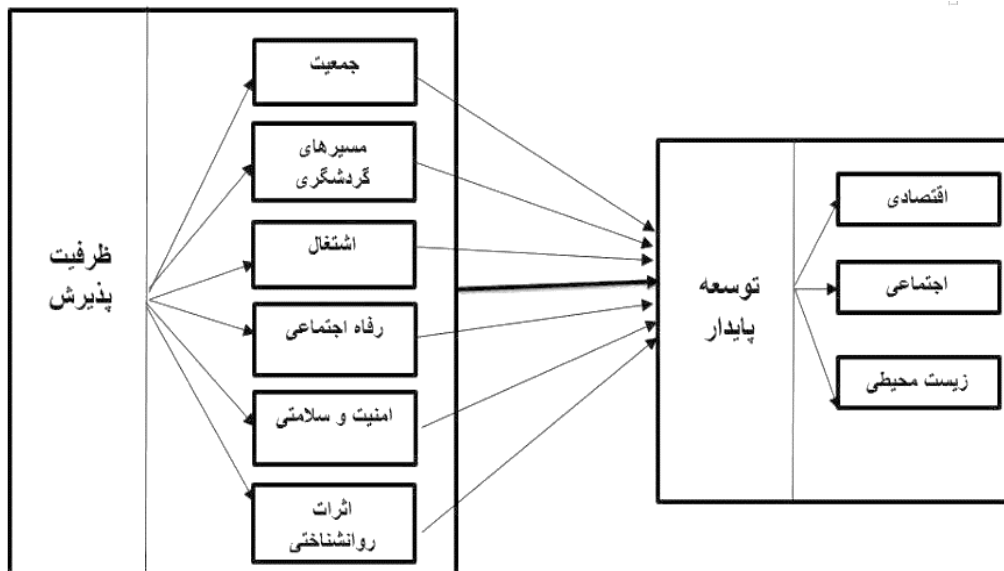 ظرفیت
پذیرش
جمعیت
مسیرهای
گردشگری
اشتغال
رفاه اجتماعی
امنیت و سلامتی
اثرات
روانشناختی
توسعه
پایدار
اقتصادی
اجتماعی
زیست محیطی